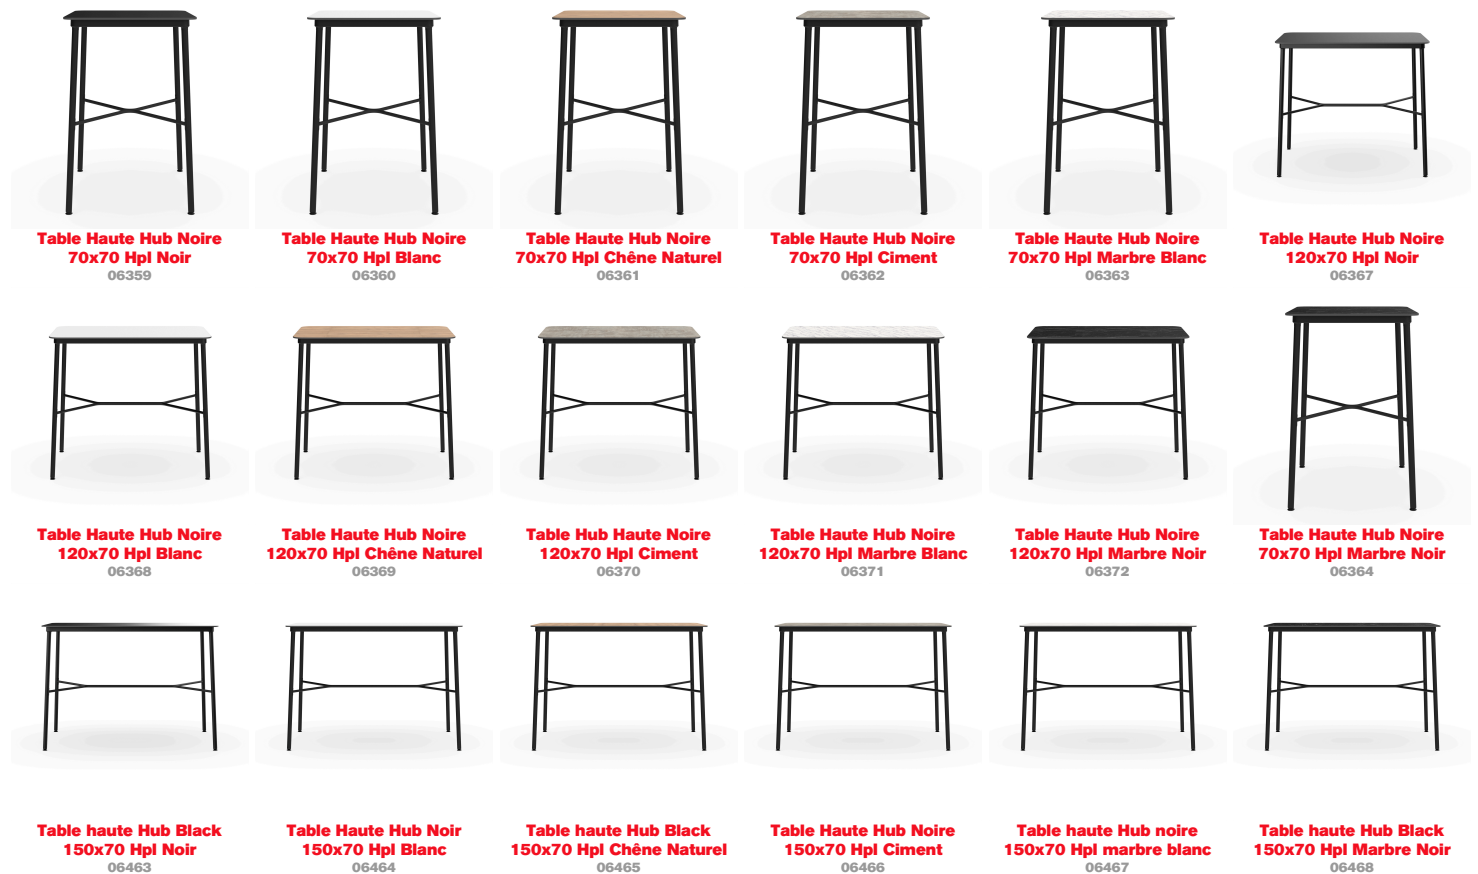 Table Haute Hub Noire
70x70 Hpl Noir
06359
Table Haute Hub Noire
70x70 Hpl Blanc
06360
Table Haute Hub Noire
70x70 Hpl Chêne Naturel
06361
Table Haute Hub Noire
70x70 Hpl Ciment
06362
Table Haute Hub Noire
70x70 Hpl Marbre Blanc
06363
Table Haute Hub Noire
120x70 Hpl Noir
06367
Table Haute Hub Noire
120x70 Hpl Blanc
06368
Table Haute Hub Noire
120x70 Hpl Chêne Naturel
06369
Table Hub Haute Noire
120x70 Hpl Ciment
06370
Table Haute Hub Noire
120x70 Hpl Marbre Blanc
06371
Table Haute Hub Noire
120x70 Hpl Marbre Noir
06372
Table Haute Hub Noire
70x70 Hpl Marbre Noir
06364
Table haute Hub Black
150x70 Hpl Noir
06463
Table Haute Hub Noir
150x70 Hpl Blanc
06464
Table haute Hub Black
150x70 Hpl Chêne Naturel
06465
Table Haute Hub Noire
150x70 Hpl Ciment
06466
Table haute Hub noire
150x70 Hpl marbre blanc
06467
Table haute Hub Black
150x70 Hpl Marbre Noir
06468